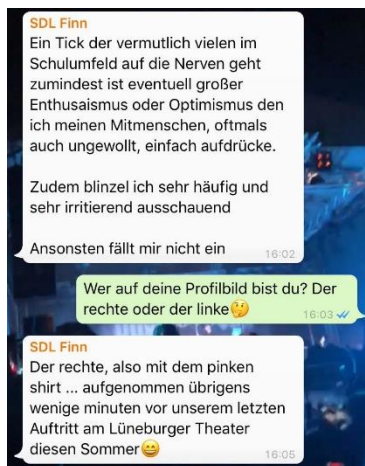 SDL Finn
Ein Tick der vermutlich vielen im
Schulumfeld auf die Nerven geht
zumindest ist eventuell großer
Enthusaismus oder Optimismus den
ich meinen Mitmenschen, oftmals
auch ungewollt, einfach aufdrücke.
Zudem blinzel ich sehr häufig und
sehr irritierend ausschauend
Ansonsten fällt mir nicht ein
16:02
Wer auf deine Profilbild bist du? Der
rechte oder der linke🤔
16:03
SDL Finn
Der rechte, also mit dem pinken
shirt ... aufgenommen übrigens
wenige minuten vor unserem letzten
Auftritt am Lüneburger Theater
diesen Sommer😄
16:05